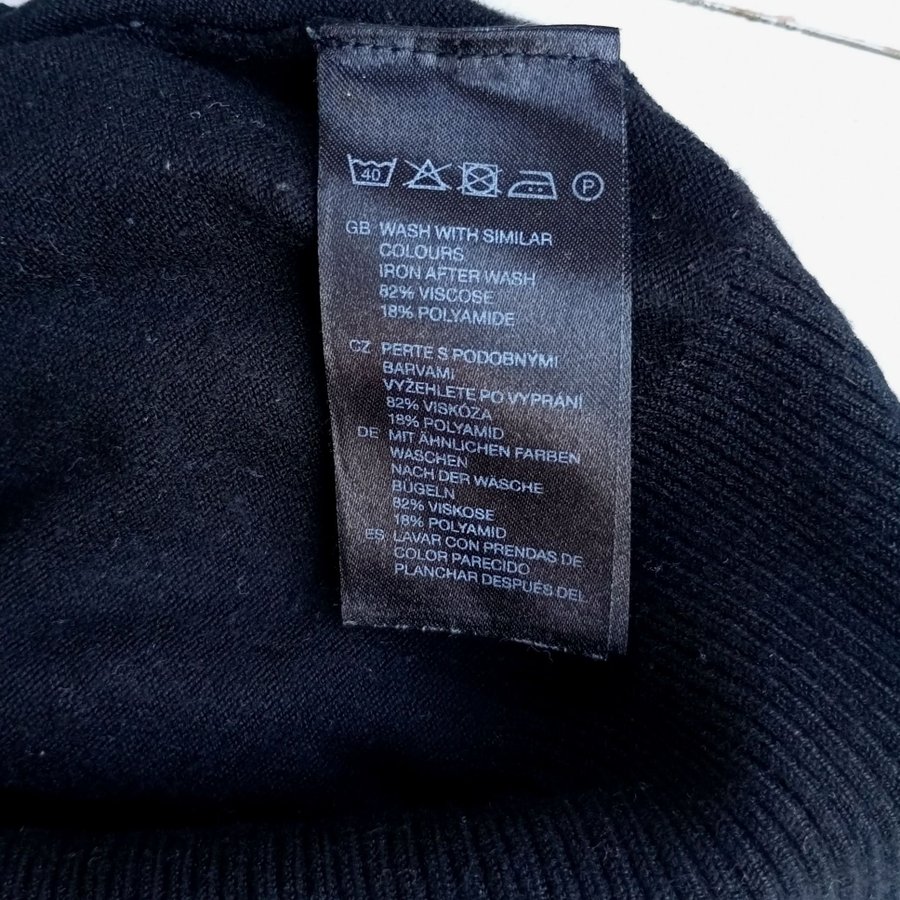 40 P
GB WASH WITH SIMILAR
COLOURS
IRON AFTER WASH
82% VISCOSE
18% POLYAMIDE
CZ PERTE S PODOBNÝMI
BARVAMI
VYŽEHLETE PO VYPRÁNÍ
82% VISKÓZA
18% POLYAMID
DE MIT ÄHNLICHEN FARBEN
WASCHEN
NACH DER WÄSCHE
BÜGELN
82% VISKOSE
18% POLYAMID
ES LAVAR CON PRENDAS DE
COLOR PARECIDO
PLANCHAR DESPUÉS DEL